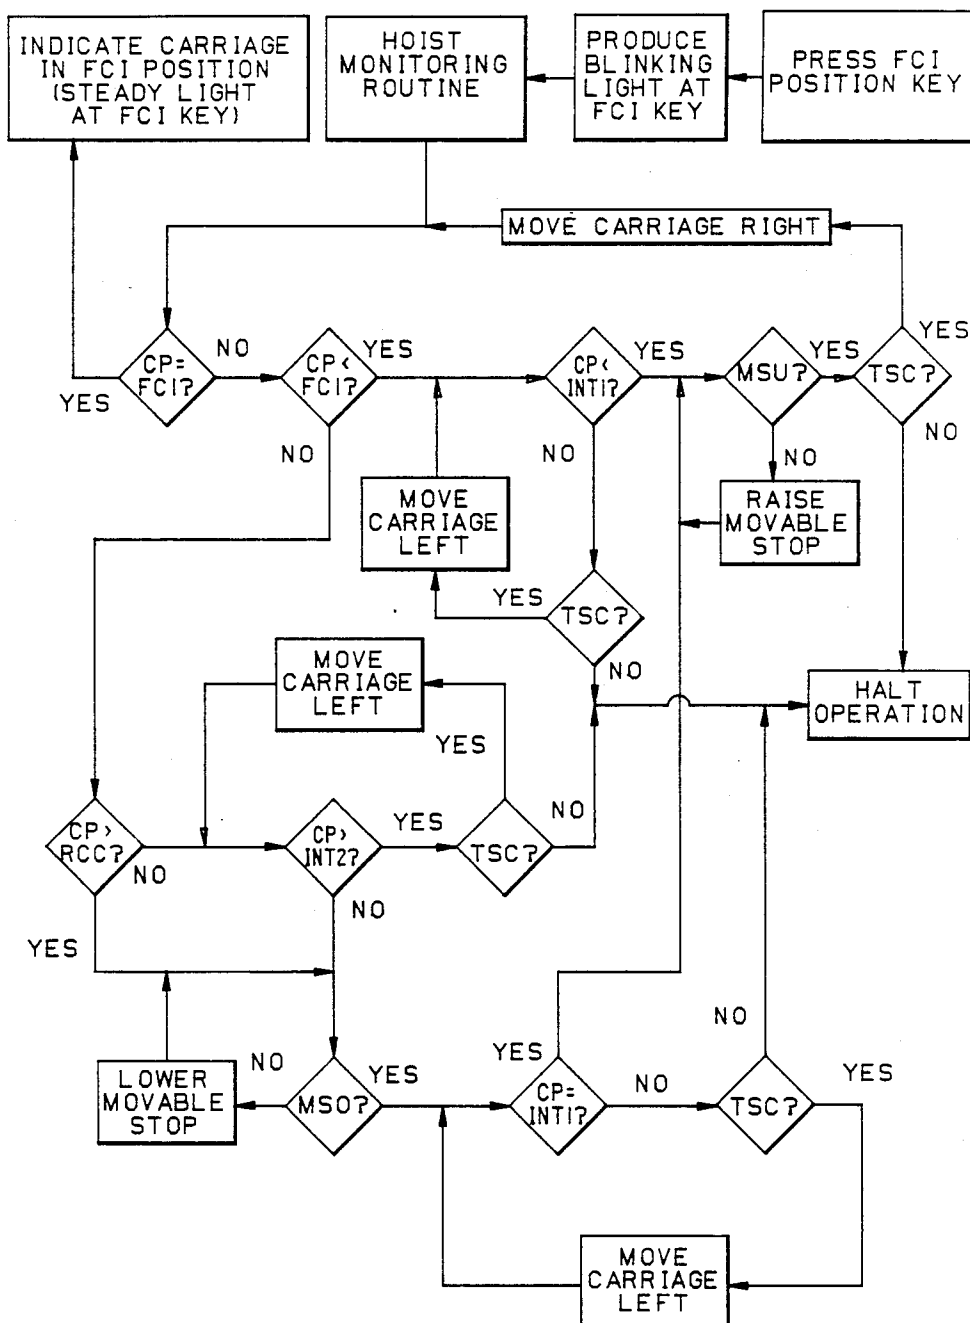 INDICATE CARRIAGE
IN FCI POSITION
(STEADY LIGHT
AT FCI KEY)
HOIST
MONITORING
ROUTINE
PRODUCE
BLINKING
LIGHT AT
FCI KEY
PRESS FCI
POSITION KEY
MOVE CARRIAGE RIGHT
CP=
FCI?
YES
NO
CP<
FCI?
YES
NO
CP<
INT1?
YES
NO
MSU?
YES
NO
TSC?
YES
NO
MOVE
CARRIAGE
LEFT
RAISE
MOVABLE
STOP
YES
TSC?
NO
MOVE
CARRIAGE
LEFT
YES
HALT
OPERATION
CP>
RCC?
NO
YES
CP>
INT2?
YES
NO
TSC?
NO
LOWER
MOVABLE
STOP
NO
MSO?
YES
YES
CP=
INT1?
NO
TSC?
NO
YES
MOVE
CARRIAGE
LEFT